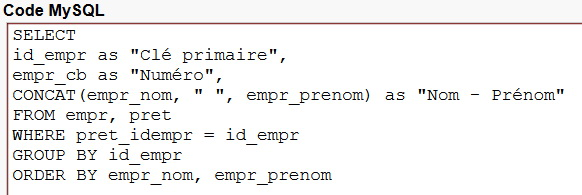 Code MySQL
SELECT
id_empr as "Clé primaire",
empr_cb as "Numéro",
CONCAT(empr_nom, " ", empr_prenom) as "Nom - Prénom"
FROM empr, pret
WHERE pret_idempr = id_empr
GROUP BY id_empr
ORDER BY empr_nom, empr_prenom